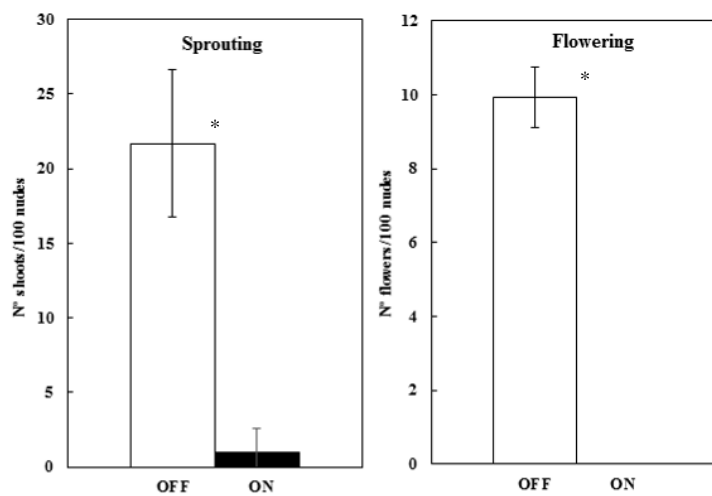 Sprouting
N° shoots/100 nudes
30
25
20
15
10
5
0
*
OFF ON
Flowering
N° flowers/100 nudes
12
10
8
6
4
2
0
*
OFF ON